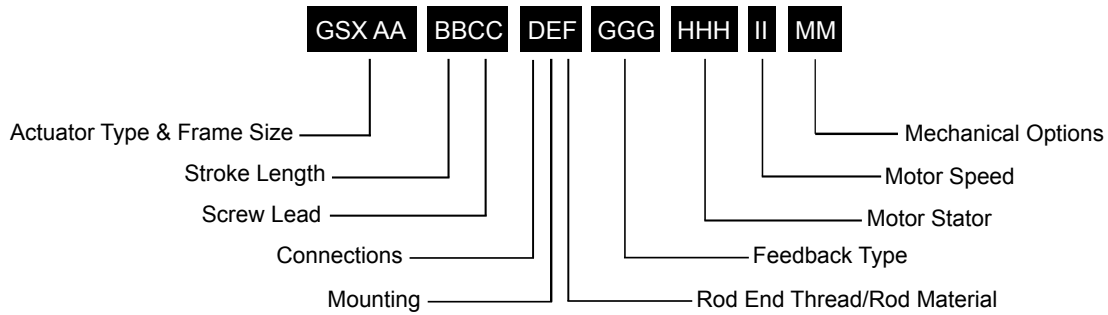 GSX AA BBCC DEF GGG HHH II MM
Actuator Type & Frame Size
Mechanical Options
Stroke Length
Motor Speed
Screw Lead
Motor Stator
Connections
Feedback Type
Mounting
Rod End Thread/Rod Material